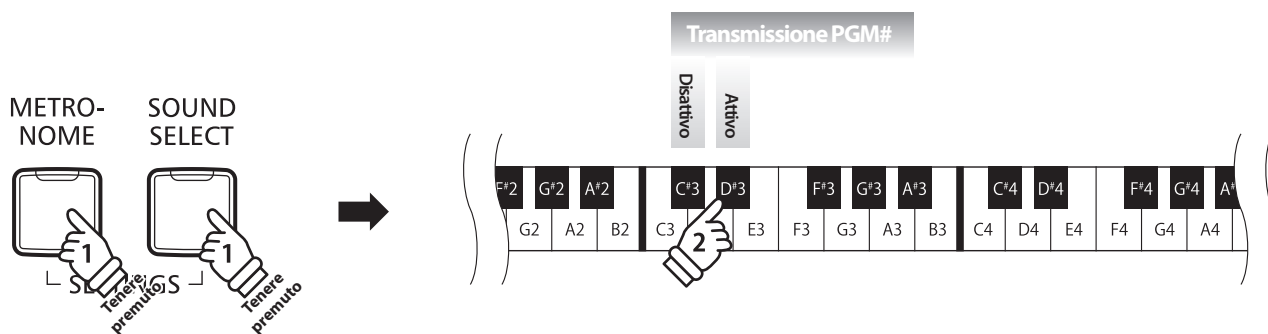 Transmissione PGM#
Disattivo
Attivo
METRO-
NOME
SOUND
SELECT
F#2 G#2 A#2 C#3 D#3 F#3 G#3 A#3 C#4 D#4 F#4 G#4
G2 A2 B2 C3 E3 F3 G3 A3 B3 C4 D4 E4 F4 G4 A4
1
1
2
Tenere
premuto
Tenere
premuto